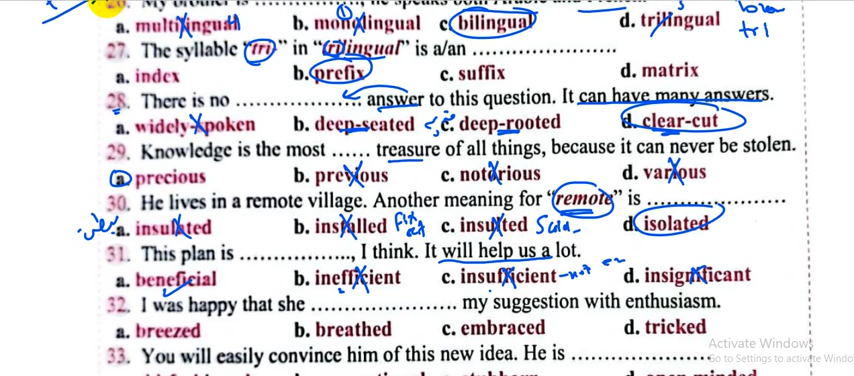 26. My brother is
a. multilingual b. monolingual c. bilingual d. trilingual
27. The syllable "tri" in "trilingual" is a/an ....................
a. index b. prefix c. suffix d. matrix
28. There is no .................... answer to this question. It can have many answers.
a. widely-spoken b. deep-seated c. deep-rooted d. clear-cut
29. Knowledge is the most ...... treasure of all things, because it can never be stolen.
a. precious b. previous c. notorious d. various
30. He lives in a remote village. Another meaning for "remote" is ....................
a. insulated b. installed c. insulted d. isolated
31. This plan is ...................., I think. It will help us a lot.
a. beneficial b. inefficient c. insufficient d. insignificant
32. I was happy that she .................... my suggestion with enthusiasm.
a. breezed b. breathed c. embraced d. tricked
33. You will easily convince him of this new idea. He is ....................
Activate Windows
Go to Settings to activate Windo